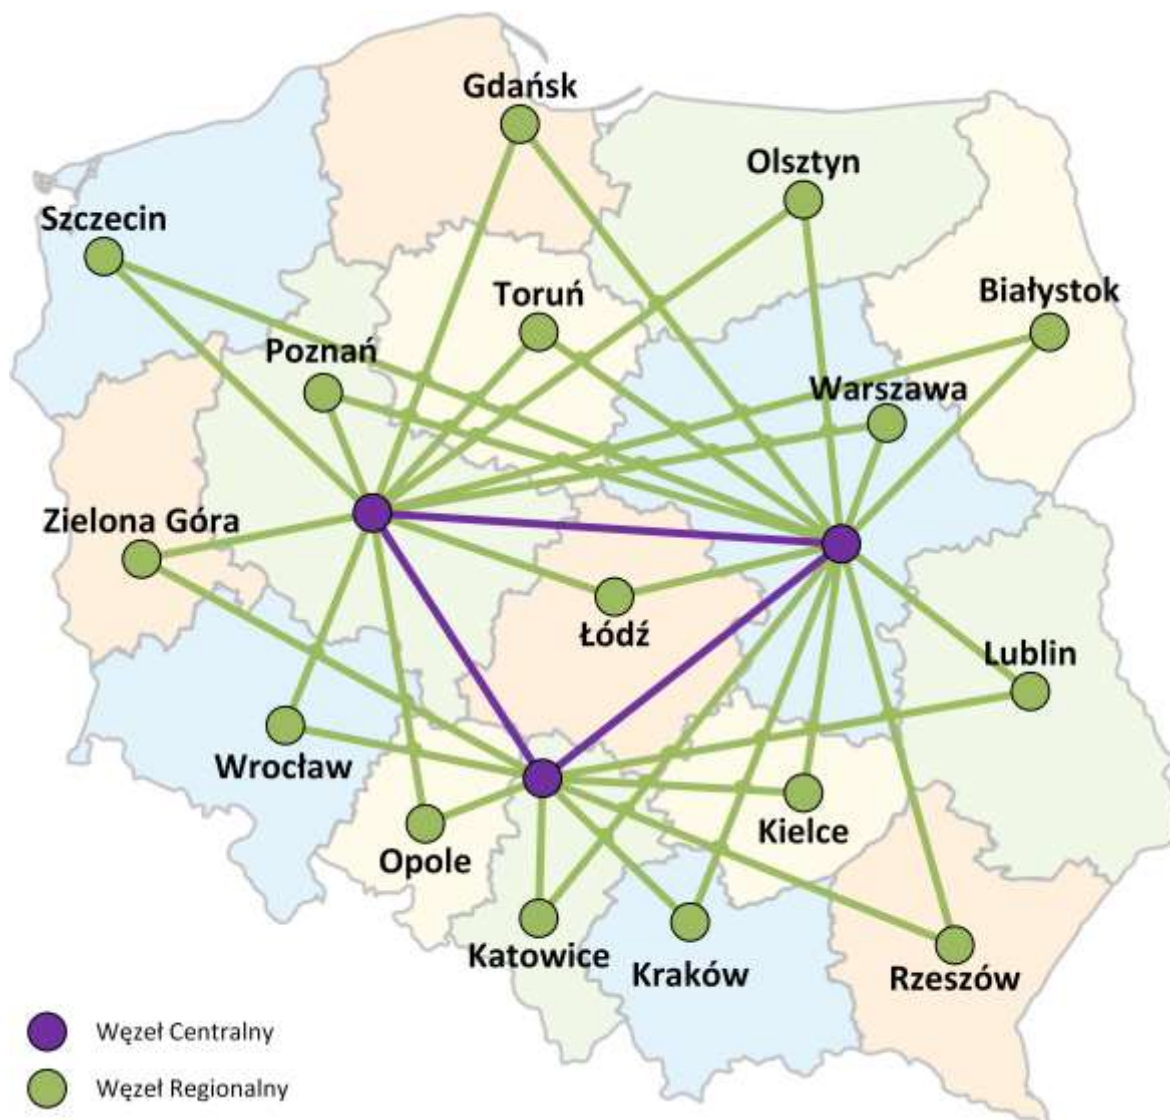 Gdańsk
Olsztyn
Szczecin
Białystok
Toruń
Poznań
Warszawa
Zielona Góra
Łódź
Lublin
Wrocław
Kielce
Opole
Katowice
Kraków
Rzeszów
Węzeł Centralny
Węzeł Regionalny